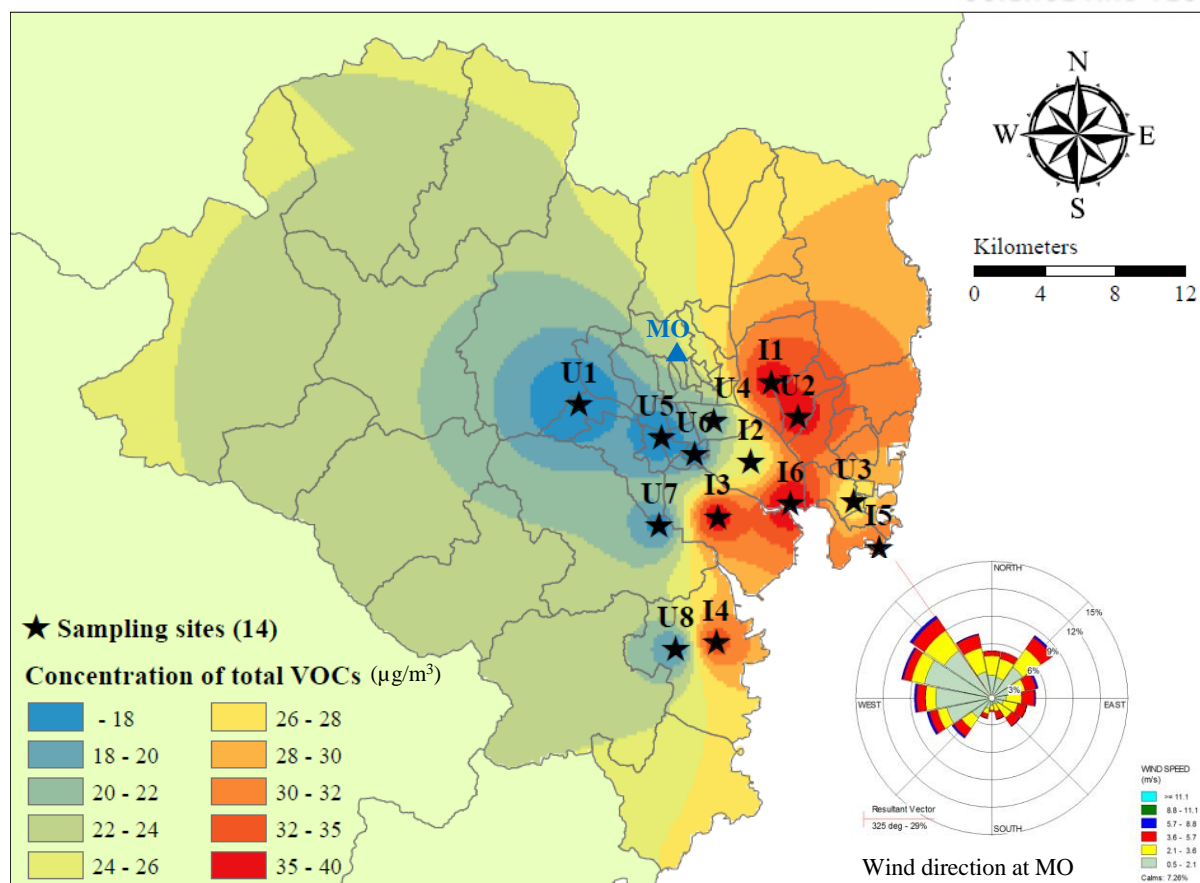 N
W E
S
Kilometers
0 4 8 12
MO
I1
U1
U4 U2
U5
U6 I2
I6 U3
I3
U7
I5
U8 I4
★ Sampling sites (14)
Concentration of total VOCs (µg/m³)
- 18
18 - 20
20 - 22
22 - 24
24 - 26
26 - 28
28 - 30
30 - 32
32 - 35
35 - 40
NORTH
15%
12%
9%
6%
3%
WEST EAST
SOUTH
Resultant Vector
325 deg - 29%
WIND SPEED
(m/s)
>= 11.1
8.8 - 11.1
5.7 - 8.8
3.6 - 5.7
2.1 - 3.6
0.5 - 2.1
Calms: 7.26%
Wind direction at MO